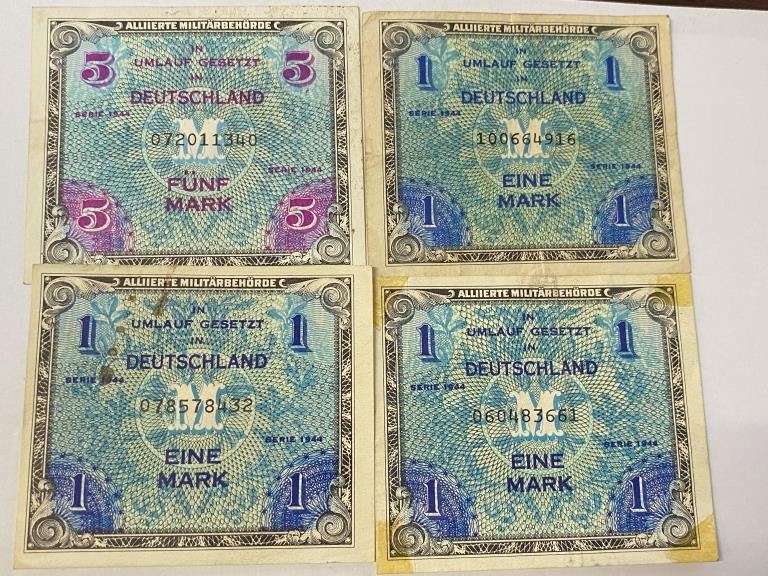 ALLIIERTE MILITÄRBEHÖRDE
5 IN 5
UMLAUF GESETZT
IN
DEUTSCHLAND
SERIE 1944
072011340
M
SERIE 1944
FÜNF
MARK
5 5
ALLIIERTE MILITÄRBEHÖRDE
1 IN 1
UMLAUF GESETZT
IN
DEUTSCHLAND
SERIE 1944
100664916
M
SERIE 1944
EINE
MARK
1 1
ALLIIERTE MILITÄRBEHÖRDE
1 IN 1
UMLAUF GESETZT
IN
DEUTSCHLAND
SERIE 1944
078578432
M
SERIE 1944
EINE
MARK
1 1
ALLIIERTE MILITÄRBEHÖRDE
1 IN 1
UMLAUF GESETZT
IN
DEUTSCHLAND
SERIE 1944
060483661
M
SERIE 1944
EINE
MARK
1 1